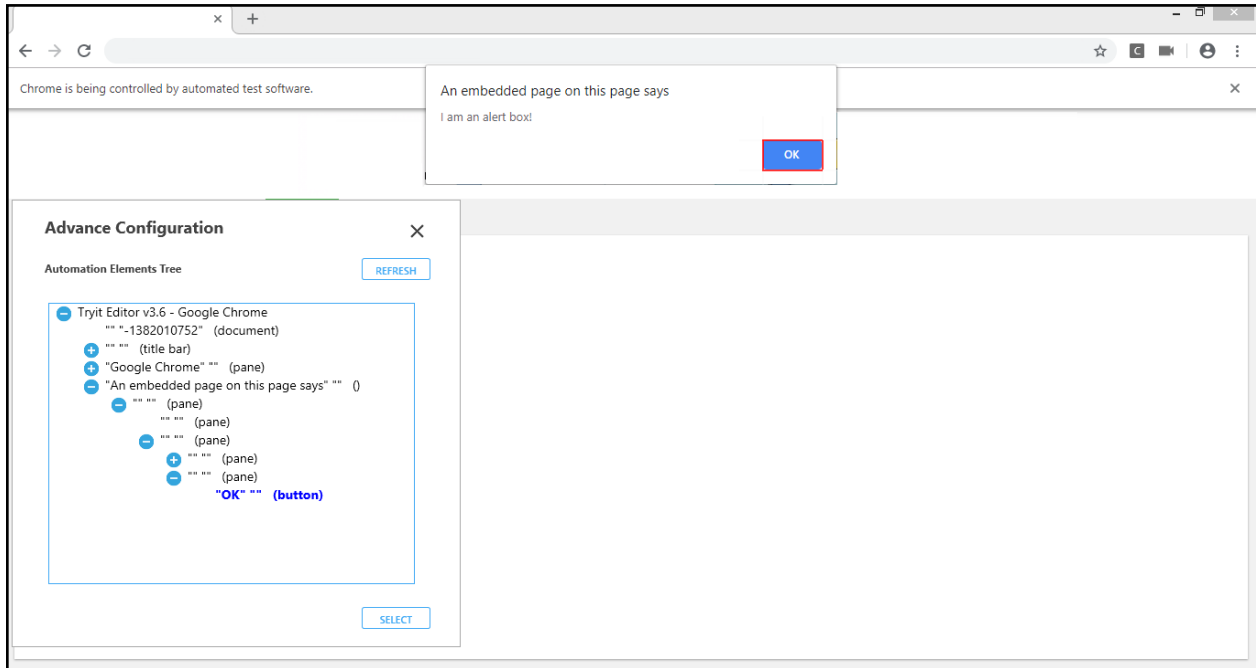 Chrome is being controlled by automated test software.
An embedded page on this page says
I am an alert box!
OK
Advance Configuration
Automation Elements Tree
REFRESH
Tryit Editor v3.6 - Google Chrome
"" "-1382010752" (document)
"" "" (title bar)
"Google Chrome" "" (pane)
"An embedded page on this page says" "" ()
"" "" (pane)
"" "" (pane)
"" "" (pane)
"" "" (pane)
"" "" (pane)
"OK" "" (button)
SELECT